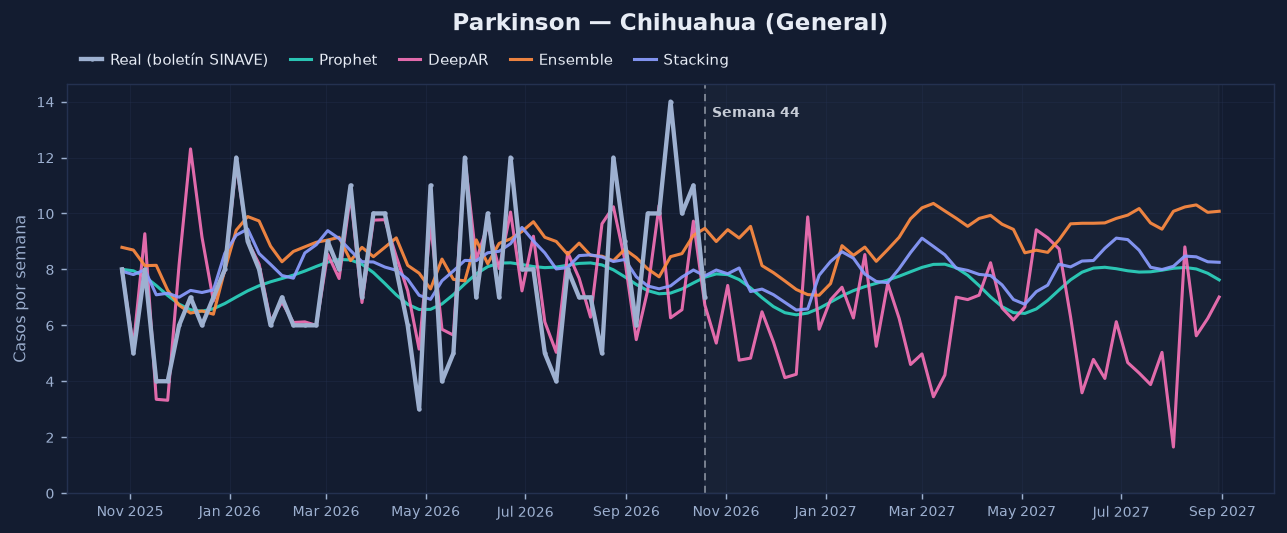 Parkinson — Chihuahua (General)
Real (boletín SINAVE) Prophet DeepAR Ensemble Stacking
Semana 44
Casos por semana
14
12
10
8
6
4
2
0
Nov 2025 Jan 2026 Mar 2026 May 2026 Jul 2026 Sep 2026 Nov 2026 Jan 2027 Mar 2027 May 2027 Jul 2027 Sep 2027